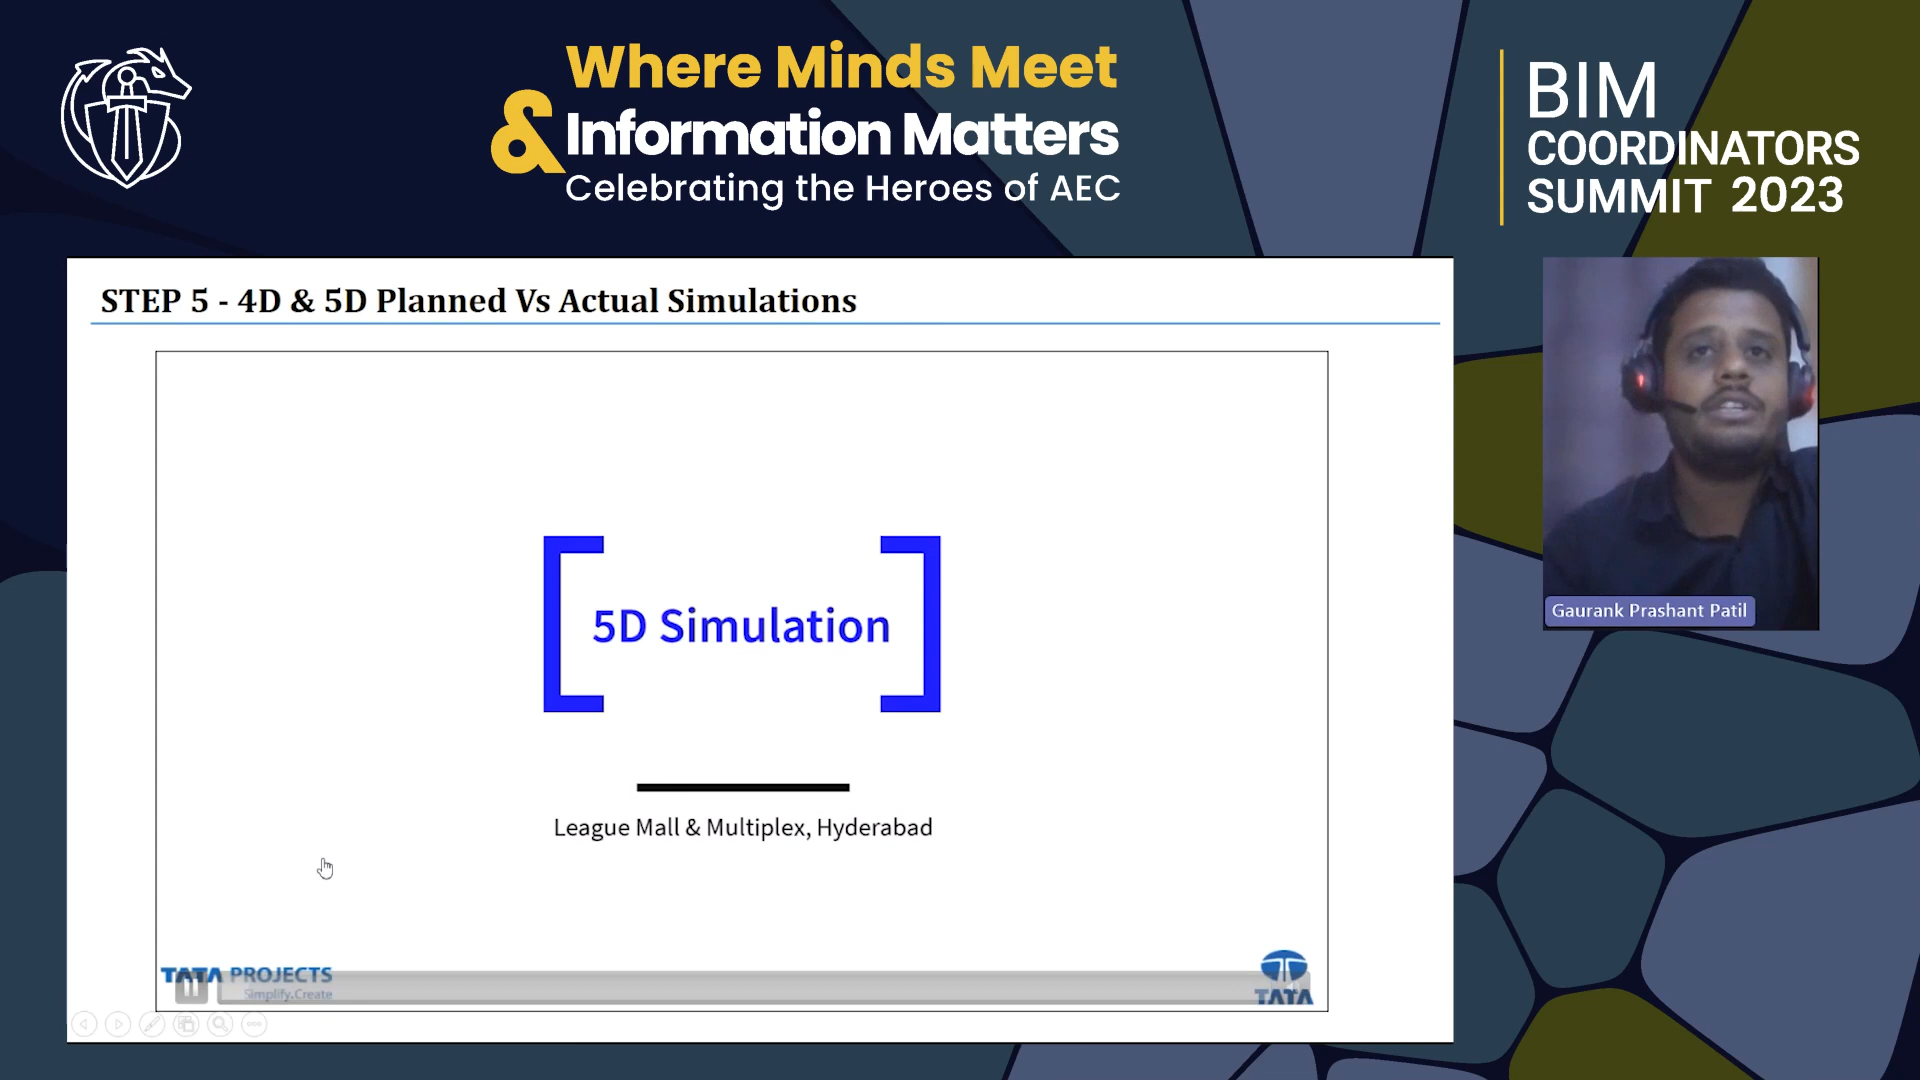 Where Minds Meet
& Information Matters
Celebrating the Heroes of AEC
BIM
COORDINATORS
SUMMIT 2023
STEP 5 - 4D & 5D Planned Vs Actual Simulations
5D Simulation
League Mall & Multiplex, Hyderabad
TATA PROJECTS
Simplify.Create
TATA
Gaurank Prashant Patil